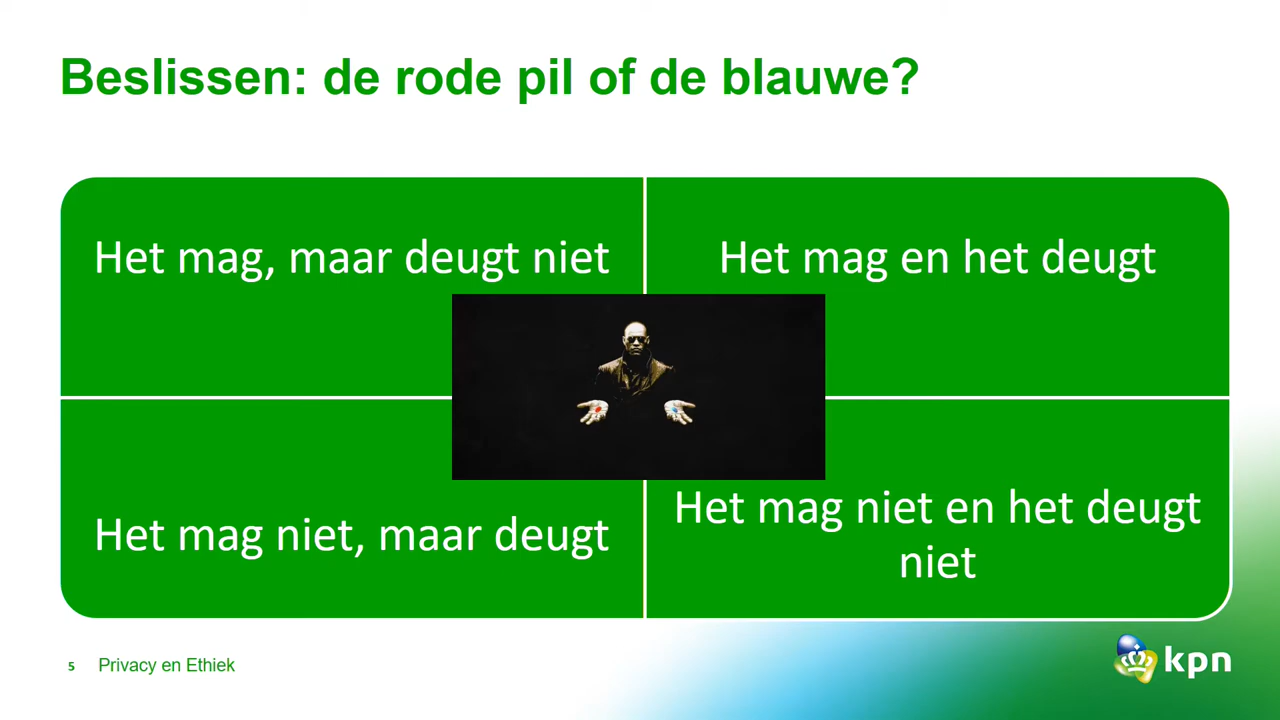 Beslissen: de rode pil of de blauwe?
Het mag, maar deugt niet
Het mag en het deugt
Het mag niet, maar deugt
Het mag niet en het deugt
niet
5 Privacy en Ethiek
kpn